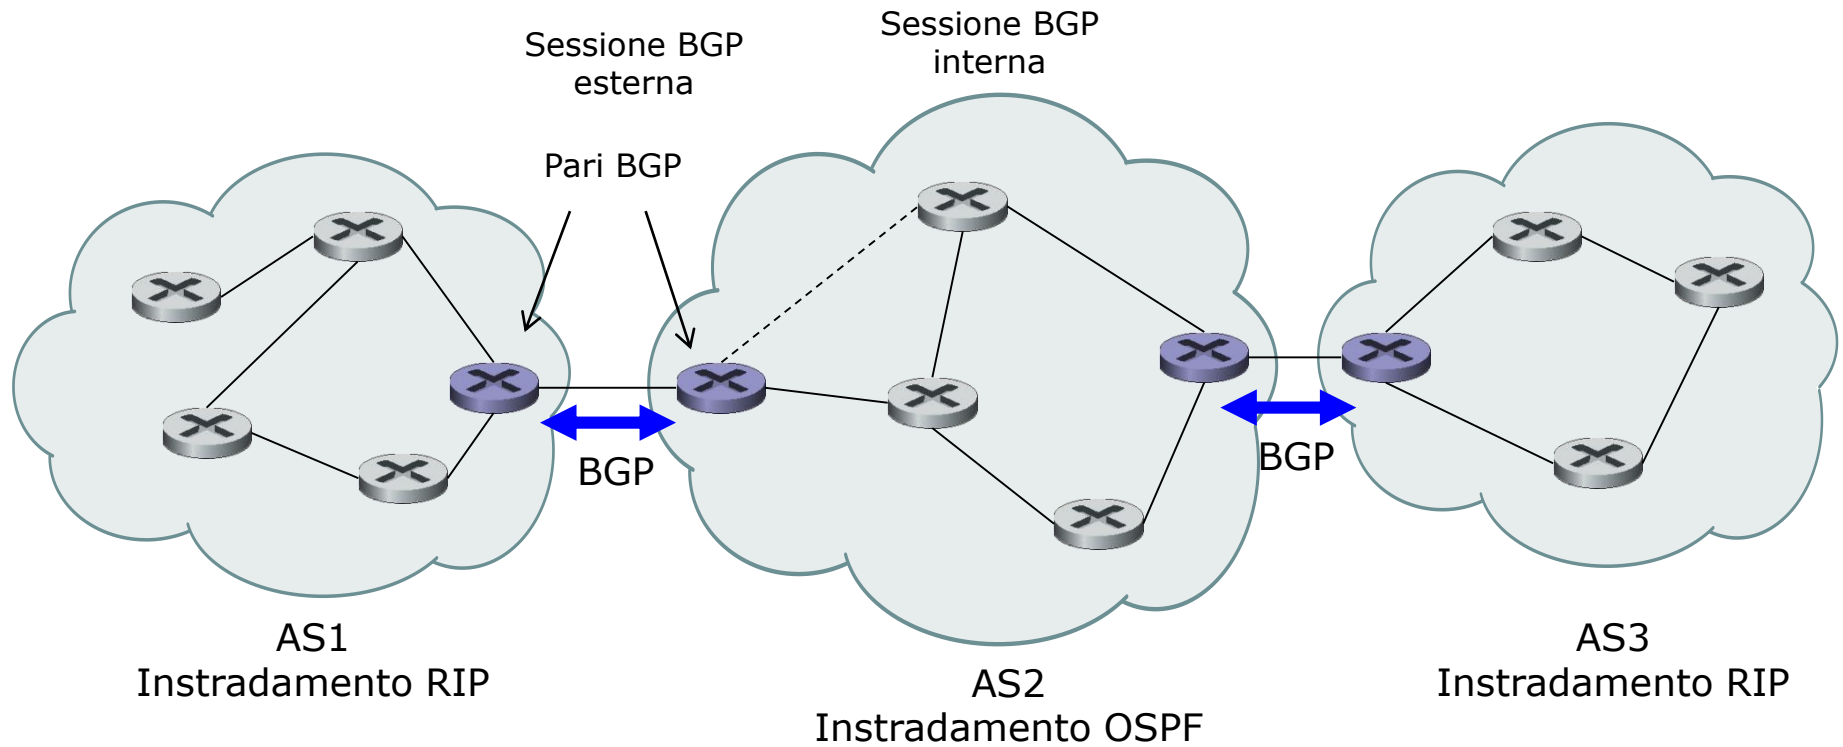 Sessione BGP
esterna
Sessione BGP
interna
Pari BGP
BGP
BGP
AS1
Instradamento RIP
AS2
Instradamento OSPF
AS3
Instradamento RIP